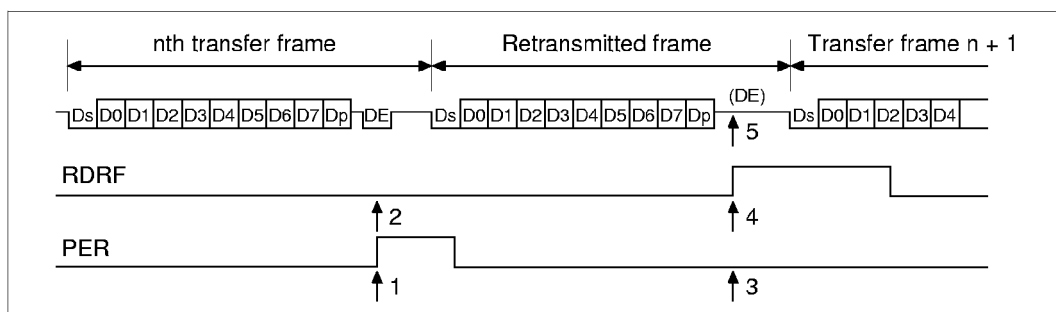 nth transfer frame Retransmitted frame Transfer frame n + 1
(DE)
Ds D0 D1 D2 D3 D4 D5 D6 D7 Dp DE Ds D0 D1 D2 D3 D4 D5 D6 D7 Dp Ds D0 D1 D2 D3 D4
5
RDRF
2 4
PER
1 3